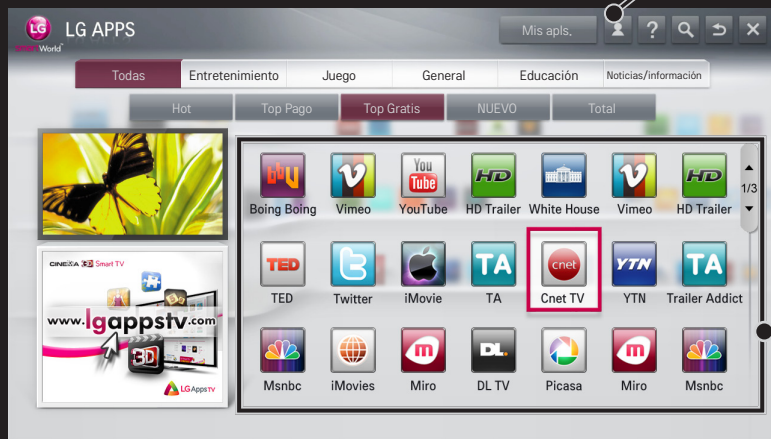 LG LG APPS
smart World™
Mis apls. ?
Todas Entretenimiento Juego General Educación Noticias/información
Hot Top Pago Top Gratis NUEVO Total
bbU V You Tube HD V HD
Boing Boing Vimeo YouTube HD Trailer White House Vimeo HD Trailer
1/3
CINEMA 3D Smart TV
www.lgappstv.com
3D
LG Apps TV
TED TA cnet YTN TA
TED Twitter iMovie TA Cnet TV YTN Trailer Addict
m DL. m
Msnbc iMovies Miro DL TV Picasa Miro Msnbc